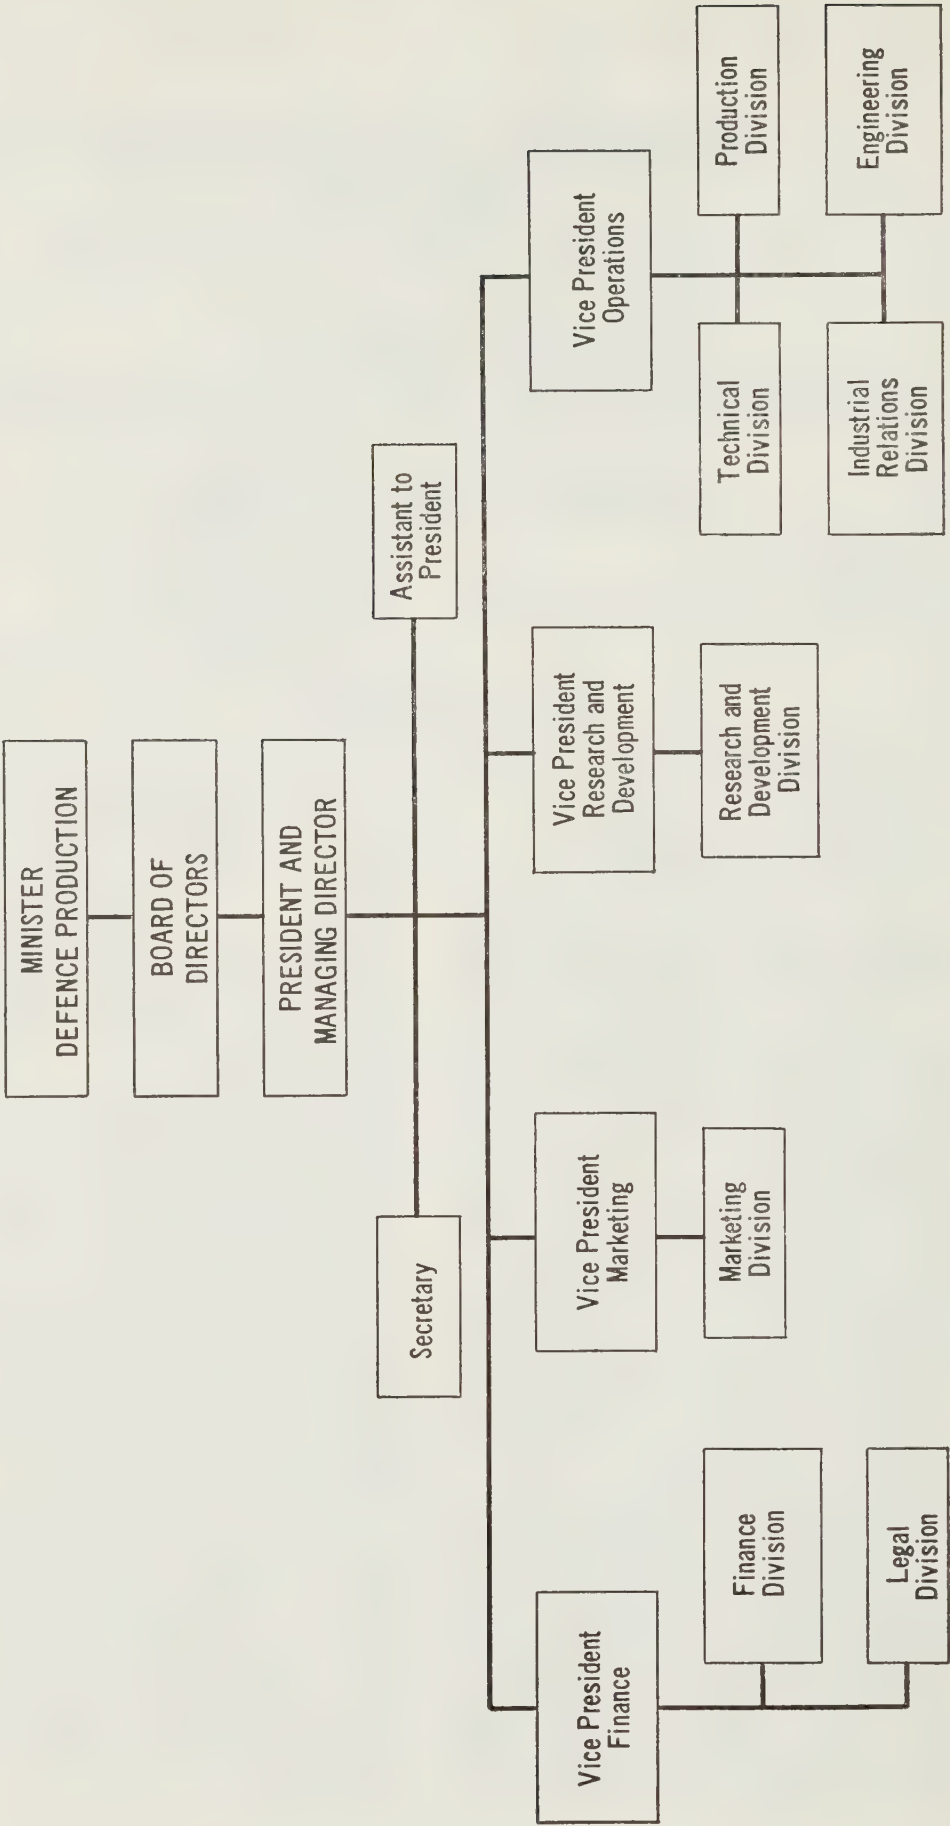 MINISTER
DEFENCE PRODUCTION
BOARD OF
DIRECTORS
PRESIDENT AND
MANAGING DIRECTOR
Secretary
Assistant to
President
Vice President
Finance
Vice President
Marketing
Vice President
Research and
Development
Vice President
Operations
Finance
Division
Legal
Division
Marketing
Division
Research and
Development
Division
Technical
Division
Production
Division
Industrial
Relations
Division
Engineering
Division